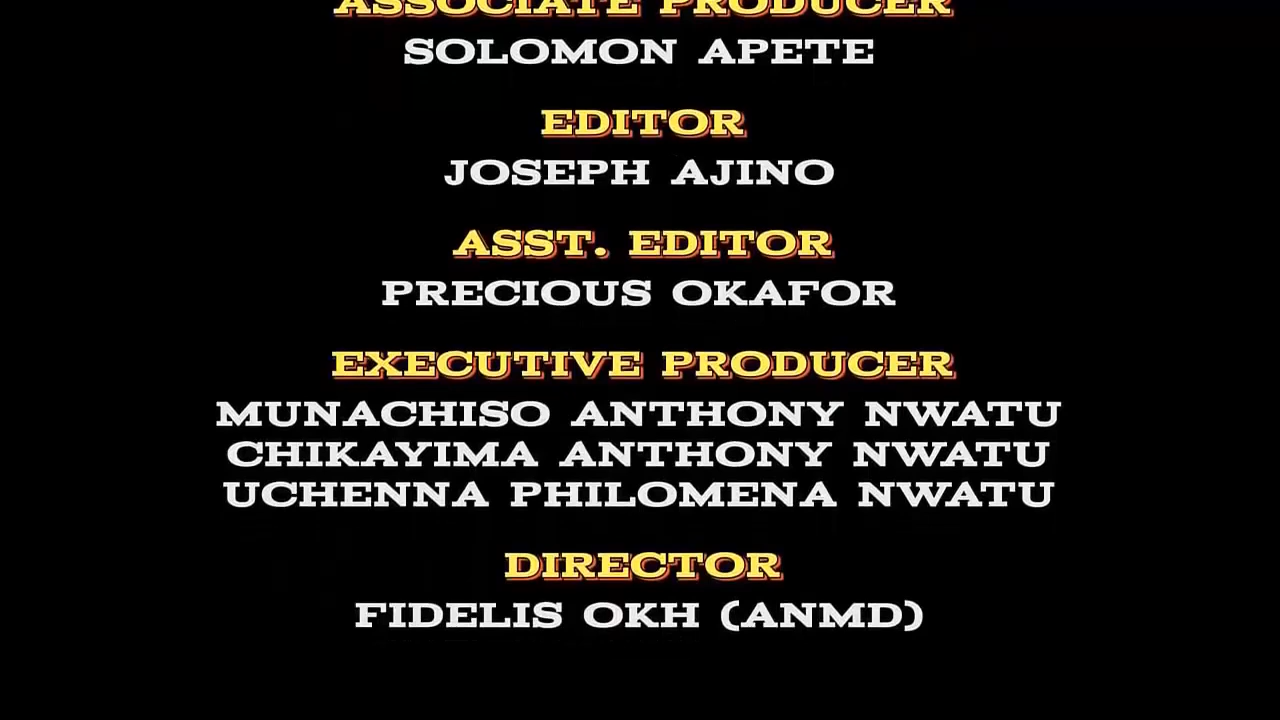 ASSOCIATE PRODUCER
SOLOMON APETE
EDITOR
JOSEPH AJINO
ASST. EDITOR
PRECIOUS OKAFOR
EXECUTIVE PRODUCER
MUNACHISO ANTHONY NWATU
CHIKAYIMA ANTHONY NWATU
UCHENNA PHILOMENA NWATU
DIRECTOR
FIDELIS OKH (ANMD)